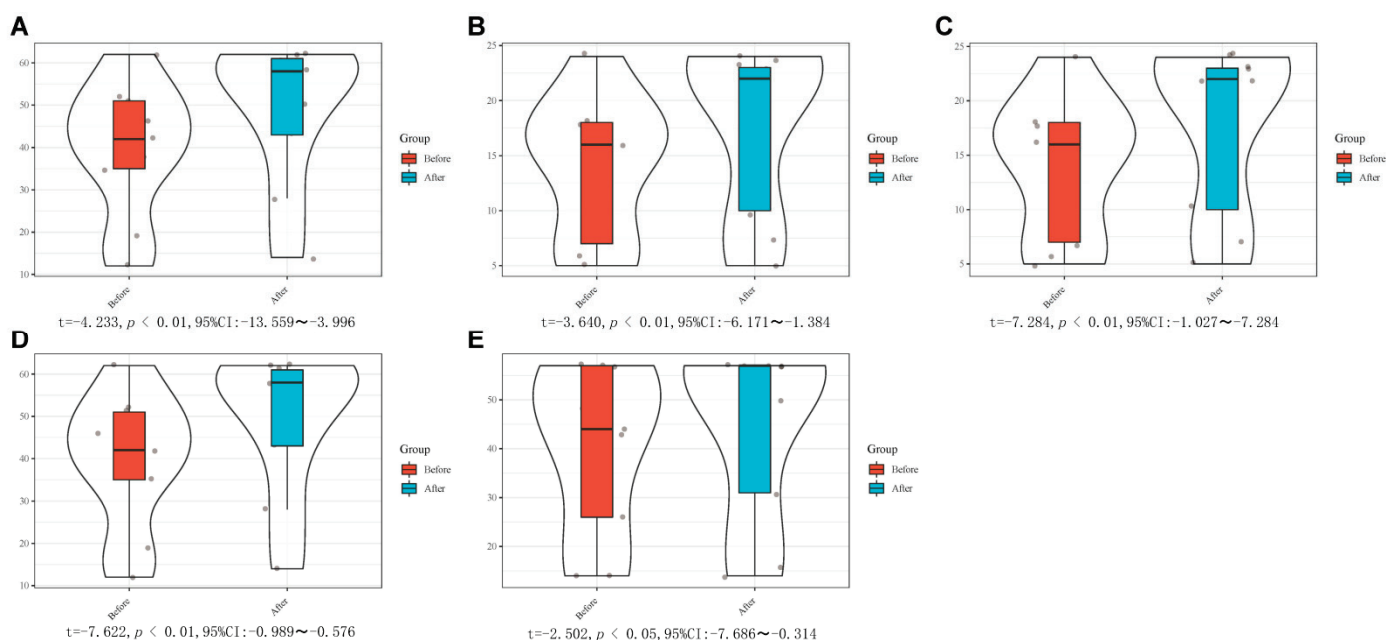 A
60
50
40
30
20
10
Before
After
Group
Before
After
t=-4.233, p < 0.01, 95%CI:-13.559～-3.996
B
25
20
15
10
5
Before
After
Group
Before
After
t=-3.640, p < 0.01, 95%CI:-6.171～-1.384
C
25
20
15
10
5
Before
After
Group
Before
After
t=-7.284, p < 0.01, 95%CI:-1.027～-7.284
D
60
50
40
30
20
10
Before
After
Group
Before
After
t=-7.622, p < 0.01, 95%CI:-0.989～-0.576
E
50
40
30
20
Before
After
Group
Before
After
t=-2.502, p < 0.05, 95%CI:-7.686～-0.314